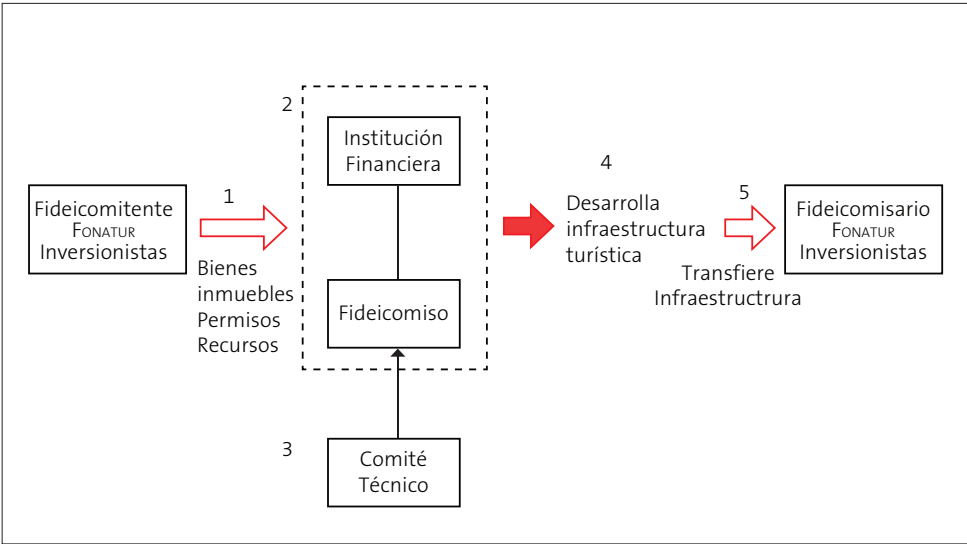 Fideicomitente
FONATUR
Inversionistas
1
Bienes
inmuebles
Permisos
Recursos
2
Institución
Financiera
Fideicomiso
3
Comité
Técnico
4
Desarrolla
infraestructura
turística
5
Transfiere
Infraestructrura
Fideicomisario
FONATUR
Inversionistas